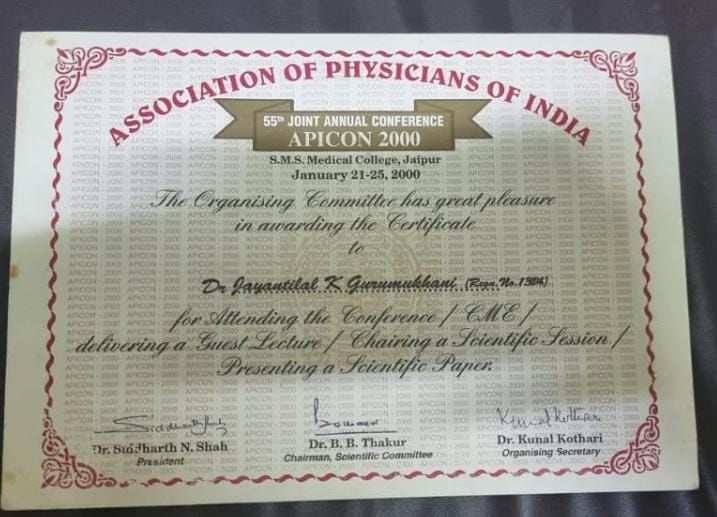 ASSOCIATION OF PHYSICIANS OF INDIA
55th JOINT ANNUAL CONFERENCE
APICON 2000
S.M.S. Medical College, Jaipur
January 21-25, 2000
The Organising Committee has great pleasure
in awarding the Certificate
to
Dr Jayantilal K Gurumukhani (Regn. No.1304)
for Attending the Conference / CME /
delivering a Guest Lecture / Chairing a Scientific Session /
Presenting a Scientific Paper.
Dr. Siddharth N. Shah
President
Dr. B. B. Thakur
Chairman, Scientific Committee
Kunal Kothari
Dr. Kunal Kothari
Organising Secretary